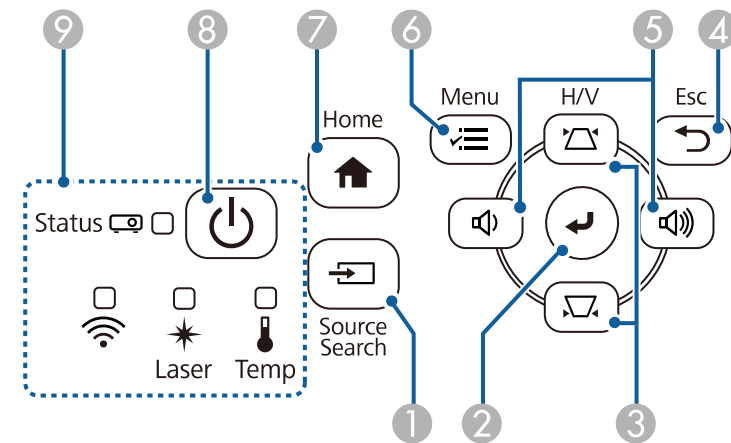 9 8 7 6 5 4
Menu H/V Esc
Home
Status
Source
Search
Laser Temp
1 2 3